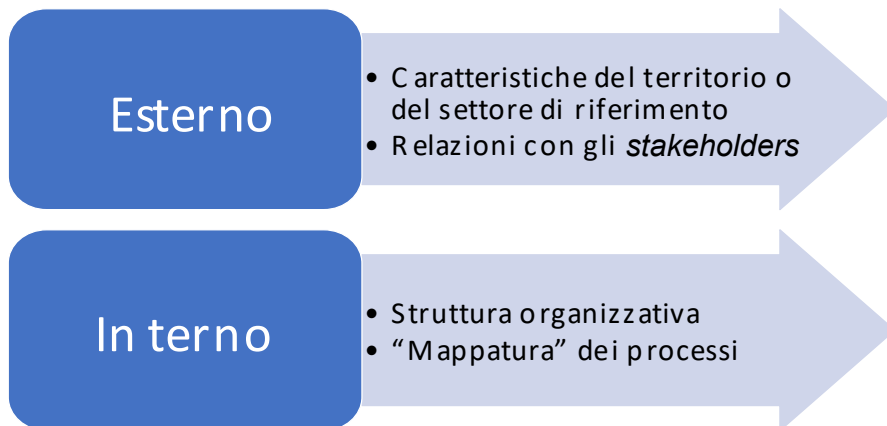 Esterno
• Caratteristiche del territorio o
del settore di riferimento
• Relazioni con gli stakeholders
Interno
• Struttura organizzativa
• “Mappatura” dei processi